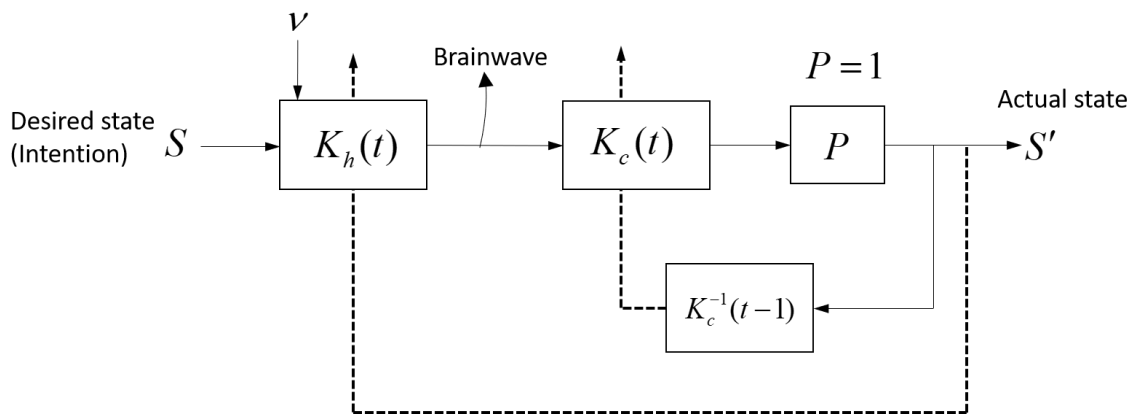 ν
Brainwave
P = 1
Desired state
(Intention)
S
K_h(t)
K_c(t)
P
Actual state
S′
K_c^{-1}(t−1)